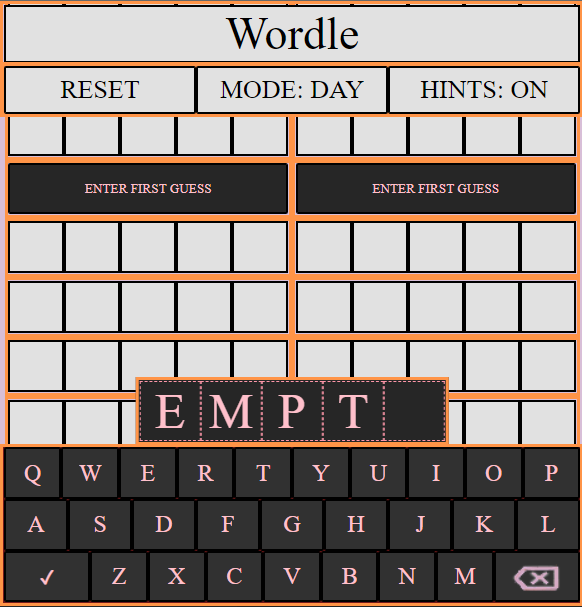 Wordle
RESET MODE: DAY HINTS: ON
ENTER FIRST GUESS ENTER FIRST GUESS
E M P T
Q W E R T Y U I O P
A S D F G H J K L
✓ Z X C V B N M ⌫